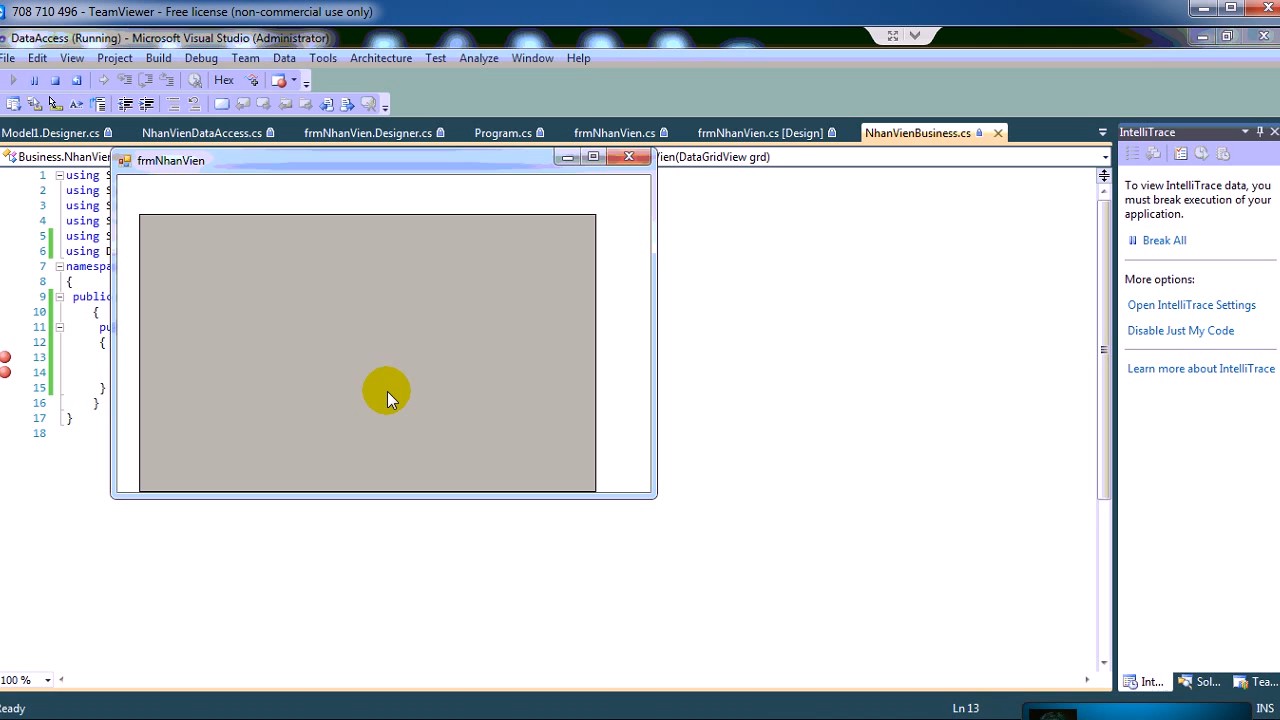 708 710 496 - TeamViewer - Free license (non-commercial use only)
DataAccess (Running) - Microsoft Visual Studio (Administrator)
File Edit View Project Build Debug Team Data Tools Architecture Test Analyze Window Help
Hex
Model1.Designer.cs NhanVienDataAccess.cs frmNhanVien.Designer.cs Program.cs frmNhanVien.cs frmNhanVien.cs [Design] NhanVienBusiness.cs
IntelliTrace
Business.NhanVien
Vien(DataGridView grd)
frmNhanVien
1 using S
2 using S
3 using S
4 using S
5 using S
6 using D
7 namespa
8 {
9 public
10 {
11 pu
12 {
13
14
15 }
16 }
17 }
18
To view IntelliTrace data, you
must break execution of your
application.
Break All
More options:
Open IntelliTrace Settings
Disable Just My Code
Learn more about IntelliTrace
100 %
Int... Sol... Tea...
Ready
Ln 13
INS